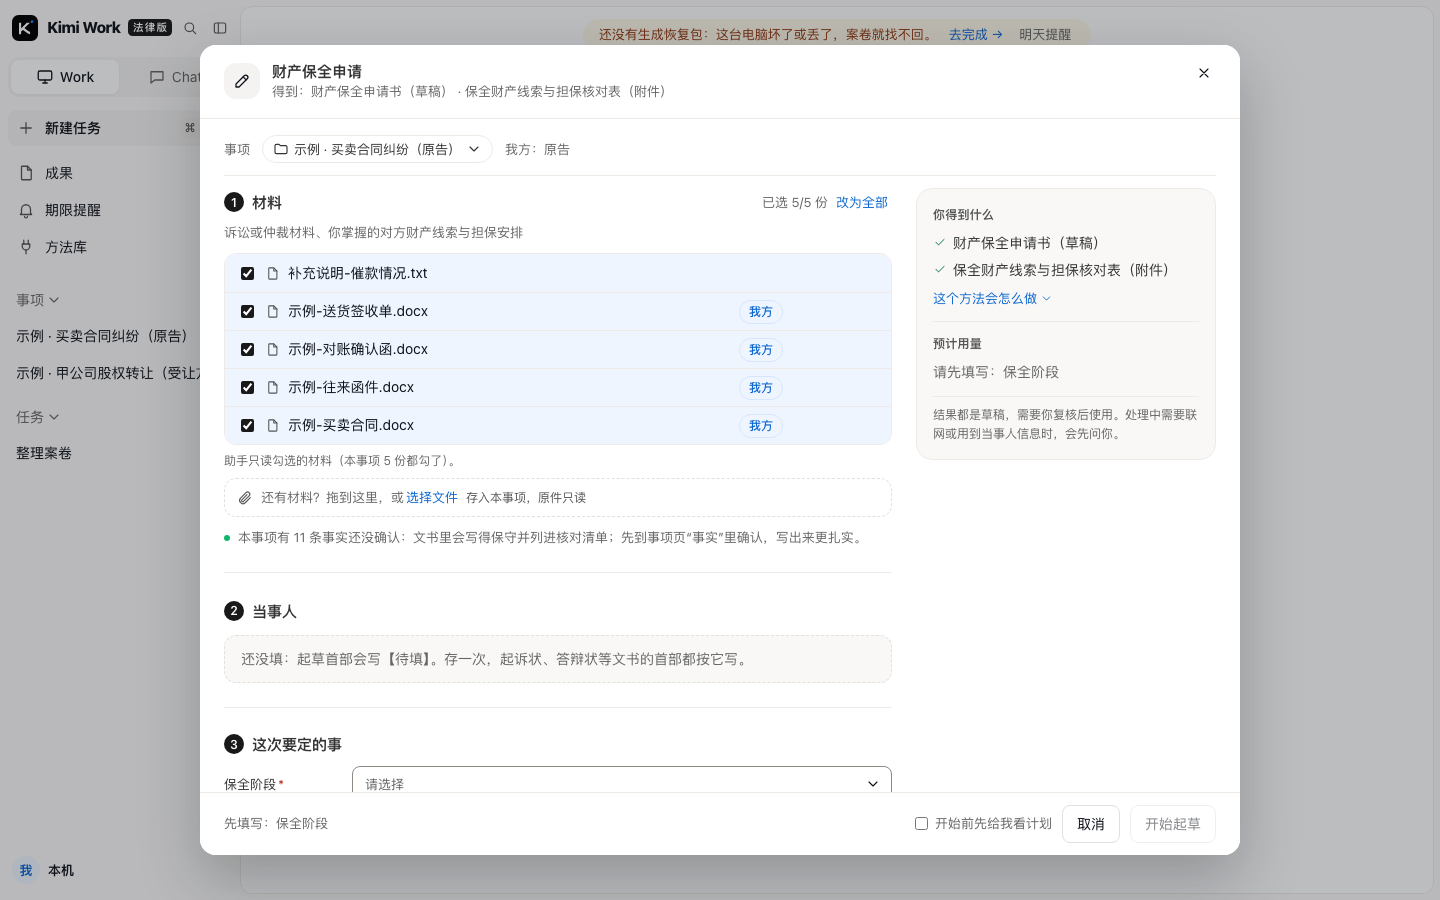 Kimi Work 法律版
Work
Chat
新建任务 ⌘
成果
期限提醒
方法库
事项
示例 · 买卖合同纠纷（原告）
示例 · 甲公司股权转让（受让
任务
整理案卷
我 本机
还没有生成恢复包：这台电脑坏了或丢了，案卷就找不回。 去完成 → 明天提醒
财产保全申请
得到：财产保全申请书（草稿） · 保全财产线索与担保核对表（附件）
事项 示例 · 买卖合同纠纷（原告） 我方：原告
1 材料 已选 5/5 份 改为全部
诉讼或仲裁材料、你掌握的对方财产线索与担保安排
补充说明-催款情况.txt
示例-送货签收单.docx 我方
示例-对账确认函.docx 我方
示例-往来函件.docx 我方
示例-买卖合同.docx 我方
助手只读勾选的材料（本事项 5 份都勾了）。
还有材料？拖到这里，或 选择文件 存入本事项，原件只读
本事项有 11 条事实还没确认：文书里会写得保守并列进核对清单；先到事项页“事实”里确认，写出来更扎实。
2 当事人
还没填：起草首部会写【待填】。存一次，起诉状、答辩状等文书的首部都按它写。
3 这次要定的事
保全阶段 * 请选择
你得到什么
财产保全申请书（草稿）
保全财产线索与担保核对表（附件）
这个方法会怎么做
预计用量
请先填写：保全阶段
结果都是草稿，需要你复核后使用。处理中需要联
网或用到当事人信息时，会先问你。
先填写：保全阶段
开始前先给我看计划 取消 开始起草